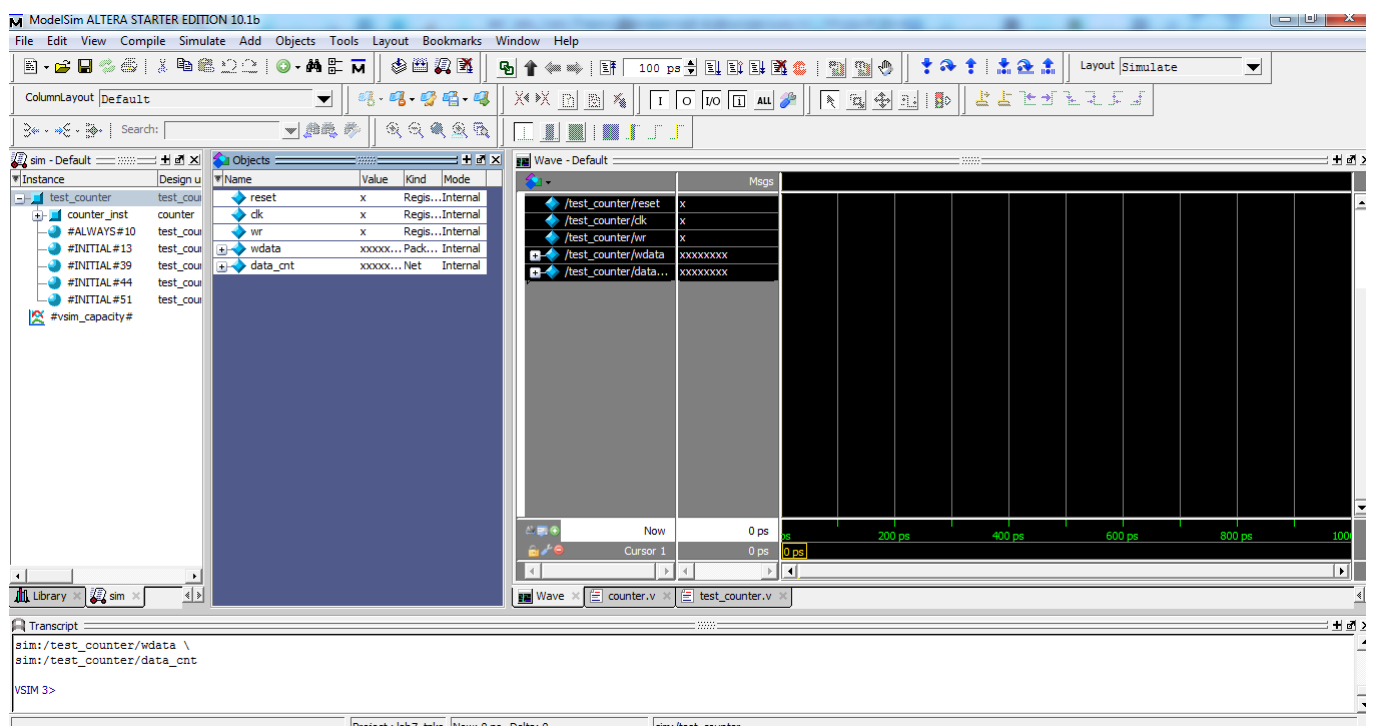 ModelSim ALTERA STARTER EDITION 10.1b
File Edit View Compile Simulate Add Objects Tools Layout Bookmarks Window Help
100 ps Layout Simulate
ColumnLayout Default I O I/O ALL
Search:
sim - Default Objects Wave - Default
Instance Design u Name Value Kind Mode Msgs
test_counter test_cou reset x Regis... Internal /test_counter/reset x
counter_inst counter clk x Regis... Internal /test_counter/clk x
#ALWAYS#10 test_cou wr x Regis... Internal /test_counter/wr x
#INITIAL#13 test_cou wdata xxxxx... Pack... Internal /test_counter/wdata xxxxxxxx
#INITIAL#39 test_cou data_cnt xxxxx... Net Internal /test_counter/data... xxxxxxxx
#INITIAL#44 test_cou
#INITIAL#51 test_cou
#vsim_capacity#
Now 0 ps ps 200 ps 400 ps 600 ps 800 ps 100
Cursor 1 0 ps 0 ps
Library sim Wave counter.v test_counter.v
Transcript
sim:/test_counter/wdata \
sim:/test_counter/data_cnt
VSIM 3>